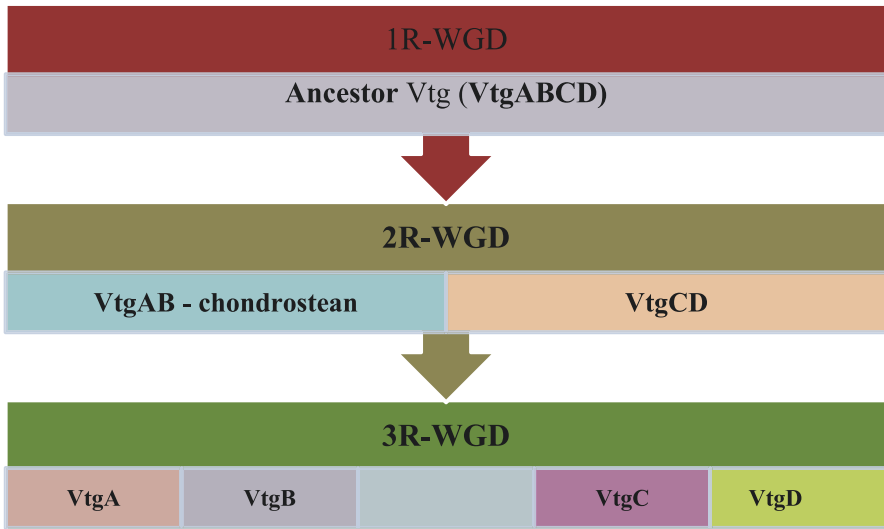 1R-WGD
Ancestor Vtg (VtgABCD)
2R-WGD
VtgAB - chondrostean
VtgCD
3R-WGD
VtgA
VtgB
VtgC
VtgD